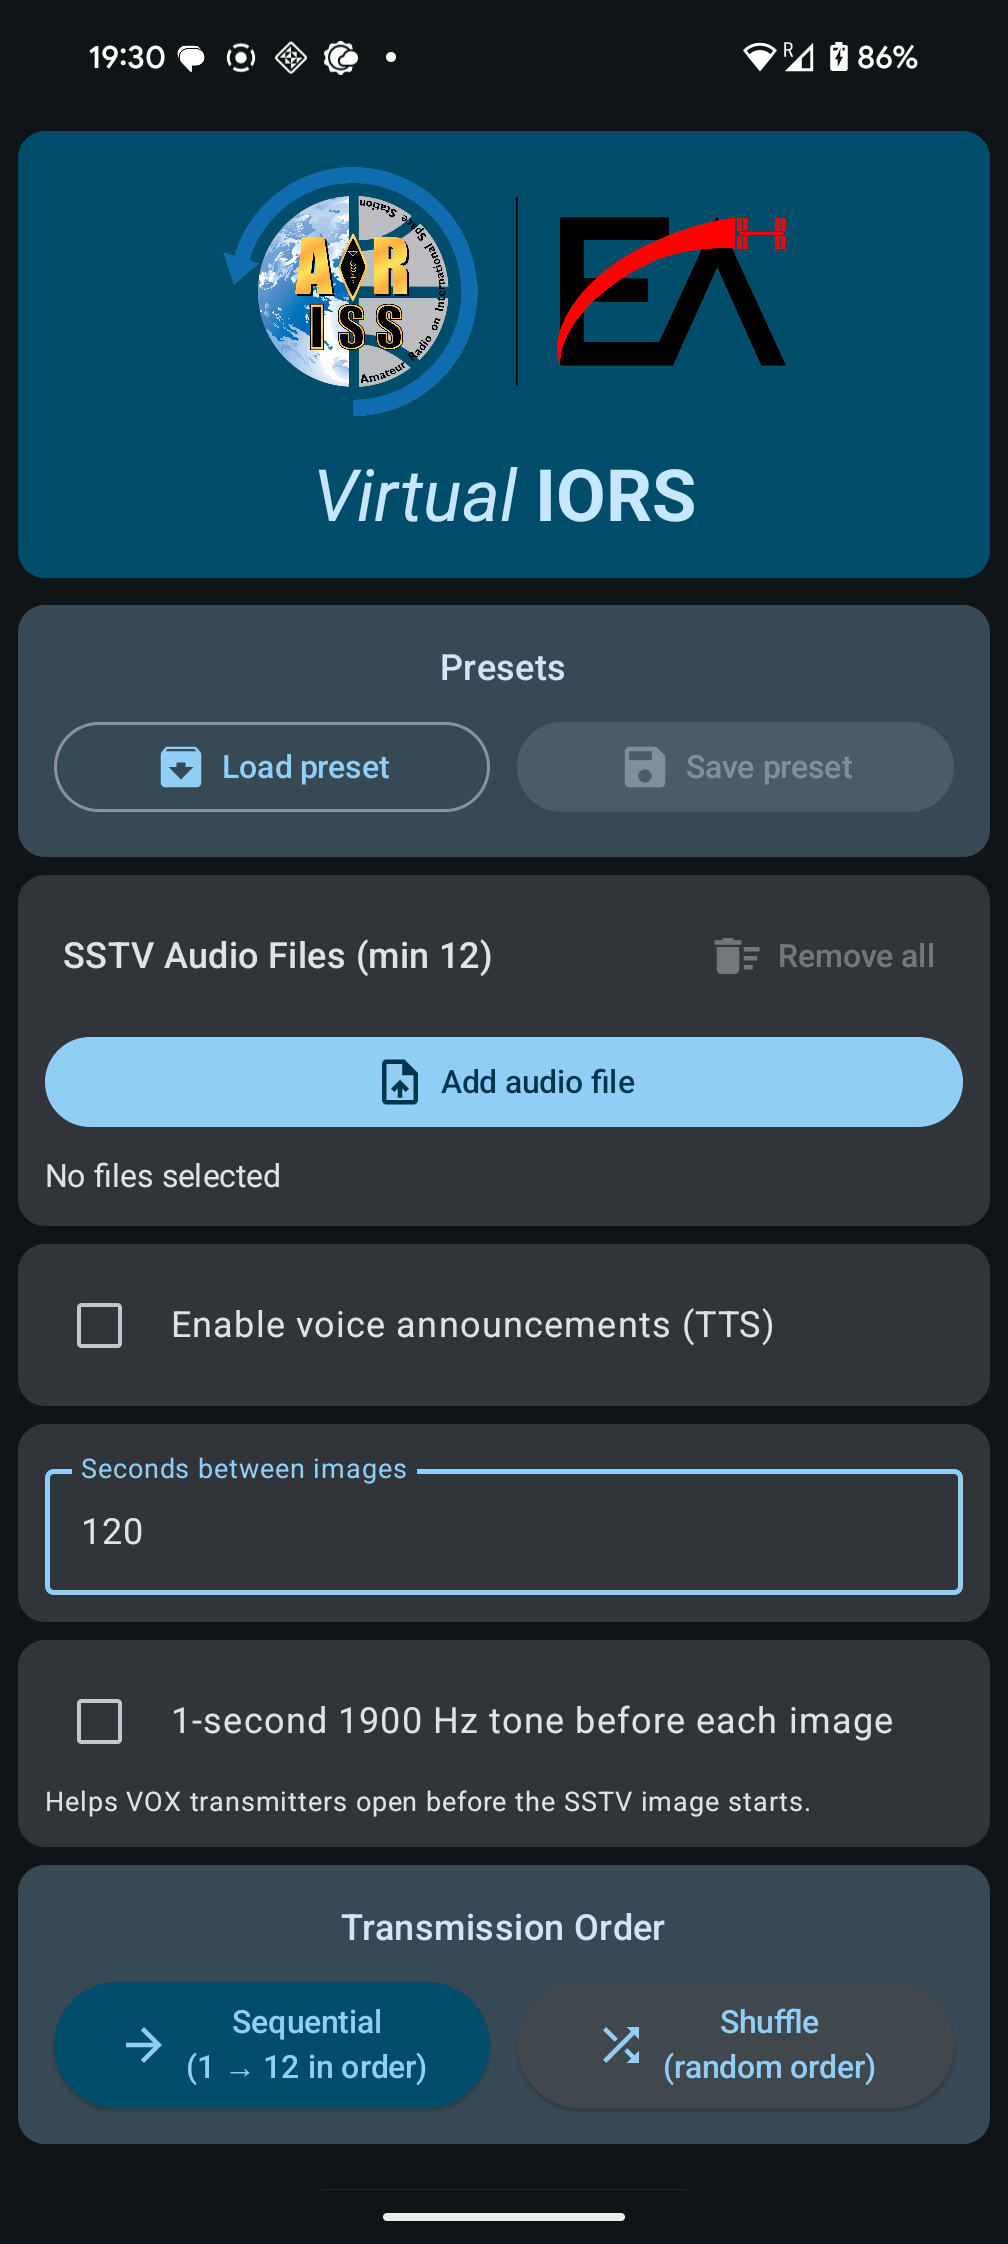 19:30
R
86%
Amateur Radio on International Space Station
AR
ISS
EA
Virtual IORS
Presets
Load preset
Save preset
SSTV Audio Files (min 12)
Remove all
Add audio file
No files selected
Enable voice announcements (TTS)
Seconds between images
120
1-second 1900 Hz tone before each image
Helps VOX transmitters open before the SSTV image starts.
Transmission Order
Sequential
(1 → 12 in order)
Shuffle
(random order)